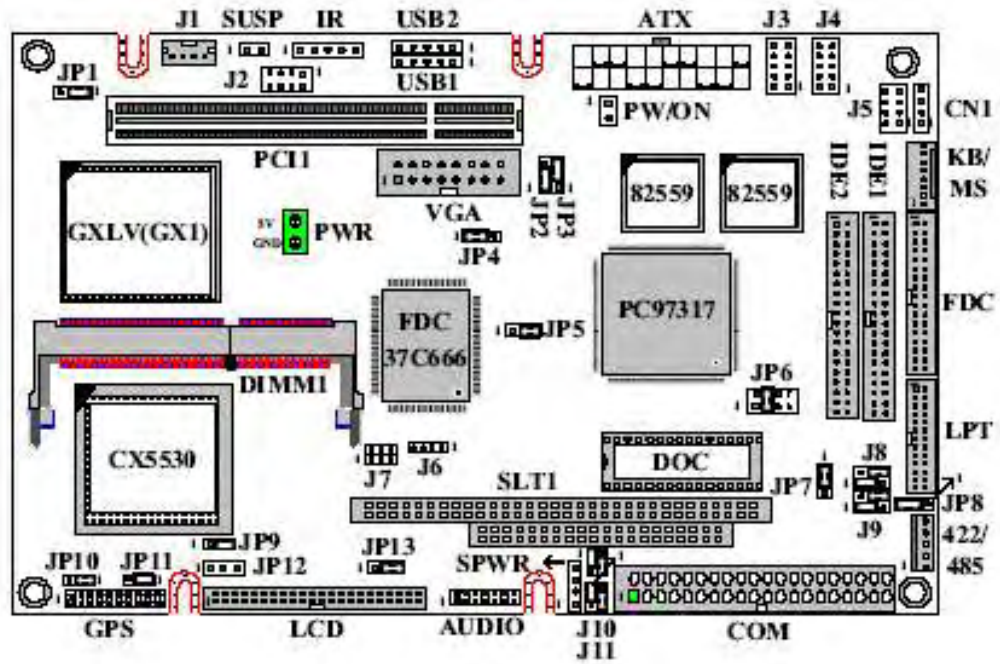 J1 SUSP IR USB2 ATX J3 J4
J2 USB1
JP1
PW/ON
J5 CN1
PCI1
KB/
MS
IDE2 IDE1
82559 82559
VGA
JP2 JP3
GXLV(GX1)
5V
GND
PWR
JP4
FDC
PC97317
FDC
37C666
JP5
DIMM1
JP6
LPT
CX5530
J7 J6
DOC
J8
SLT1
JP7
J9
JP8
422/
485
JP9
JP10 JP11 JP12 JP13
SPWR
GPS LCD AUDIO J10 COM
J11